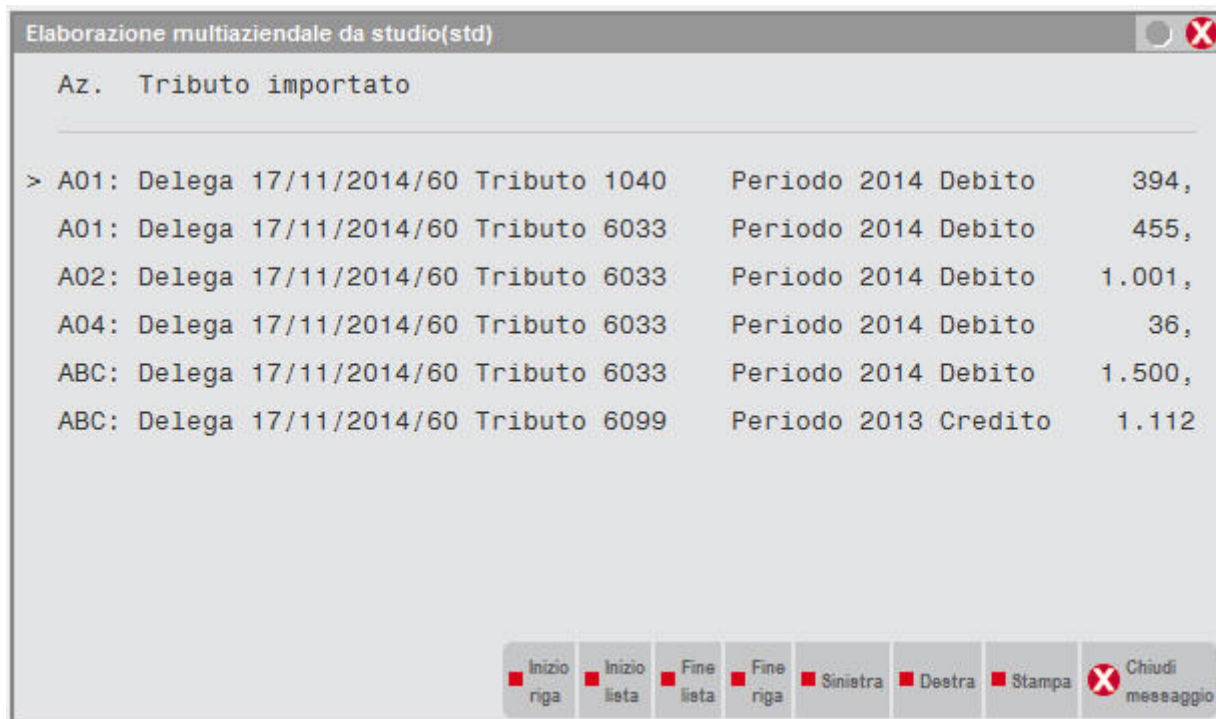 Elaborazione multiaziendale da studio(std)
Az. Tributo importato
> A01: Delega 17/11/2014/60 Tributo 1040 Periodo 2014 Debito 394,
A01: Delega 17/11/2014/60 Tributo 6033 Periodo 2014 Debito 455,
A02: Delega 17/11/2014/60 Tributo 6033 Periodo 2014 Debito 1.001,
A04: Delega 17/11/2014/60 Tributo 6033 Periodo 2014 Debito 36,
ABC: Delega 17/11/2014/60 Tributo 6033 Periodo 2014 Debito 1.500,
ABC: Delega 17/11/2014/60 Tributo 6099 Periodo 2013 Credito 1.112
Inizio riga
Inizio lista
Fine lista
Fine riga
Sinistra
Destra
Stampa
Chiudi messaggio